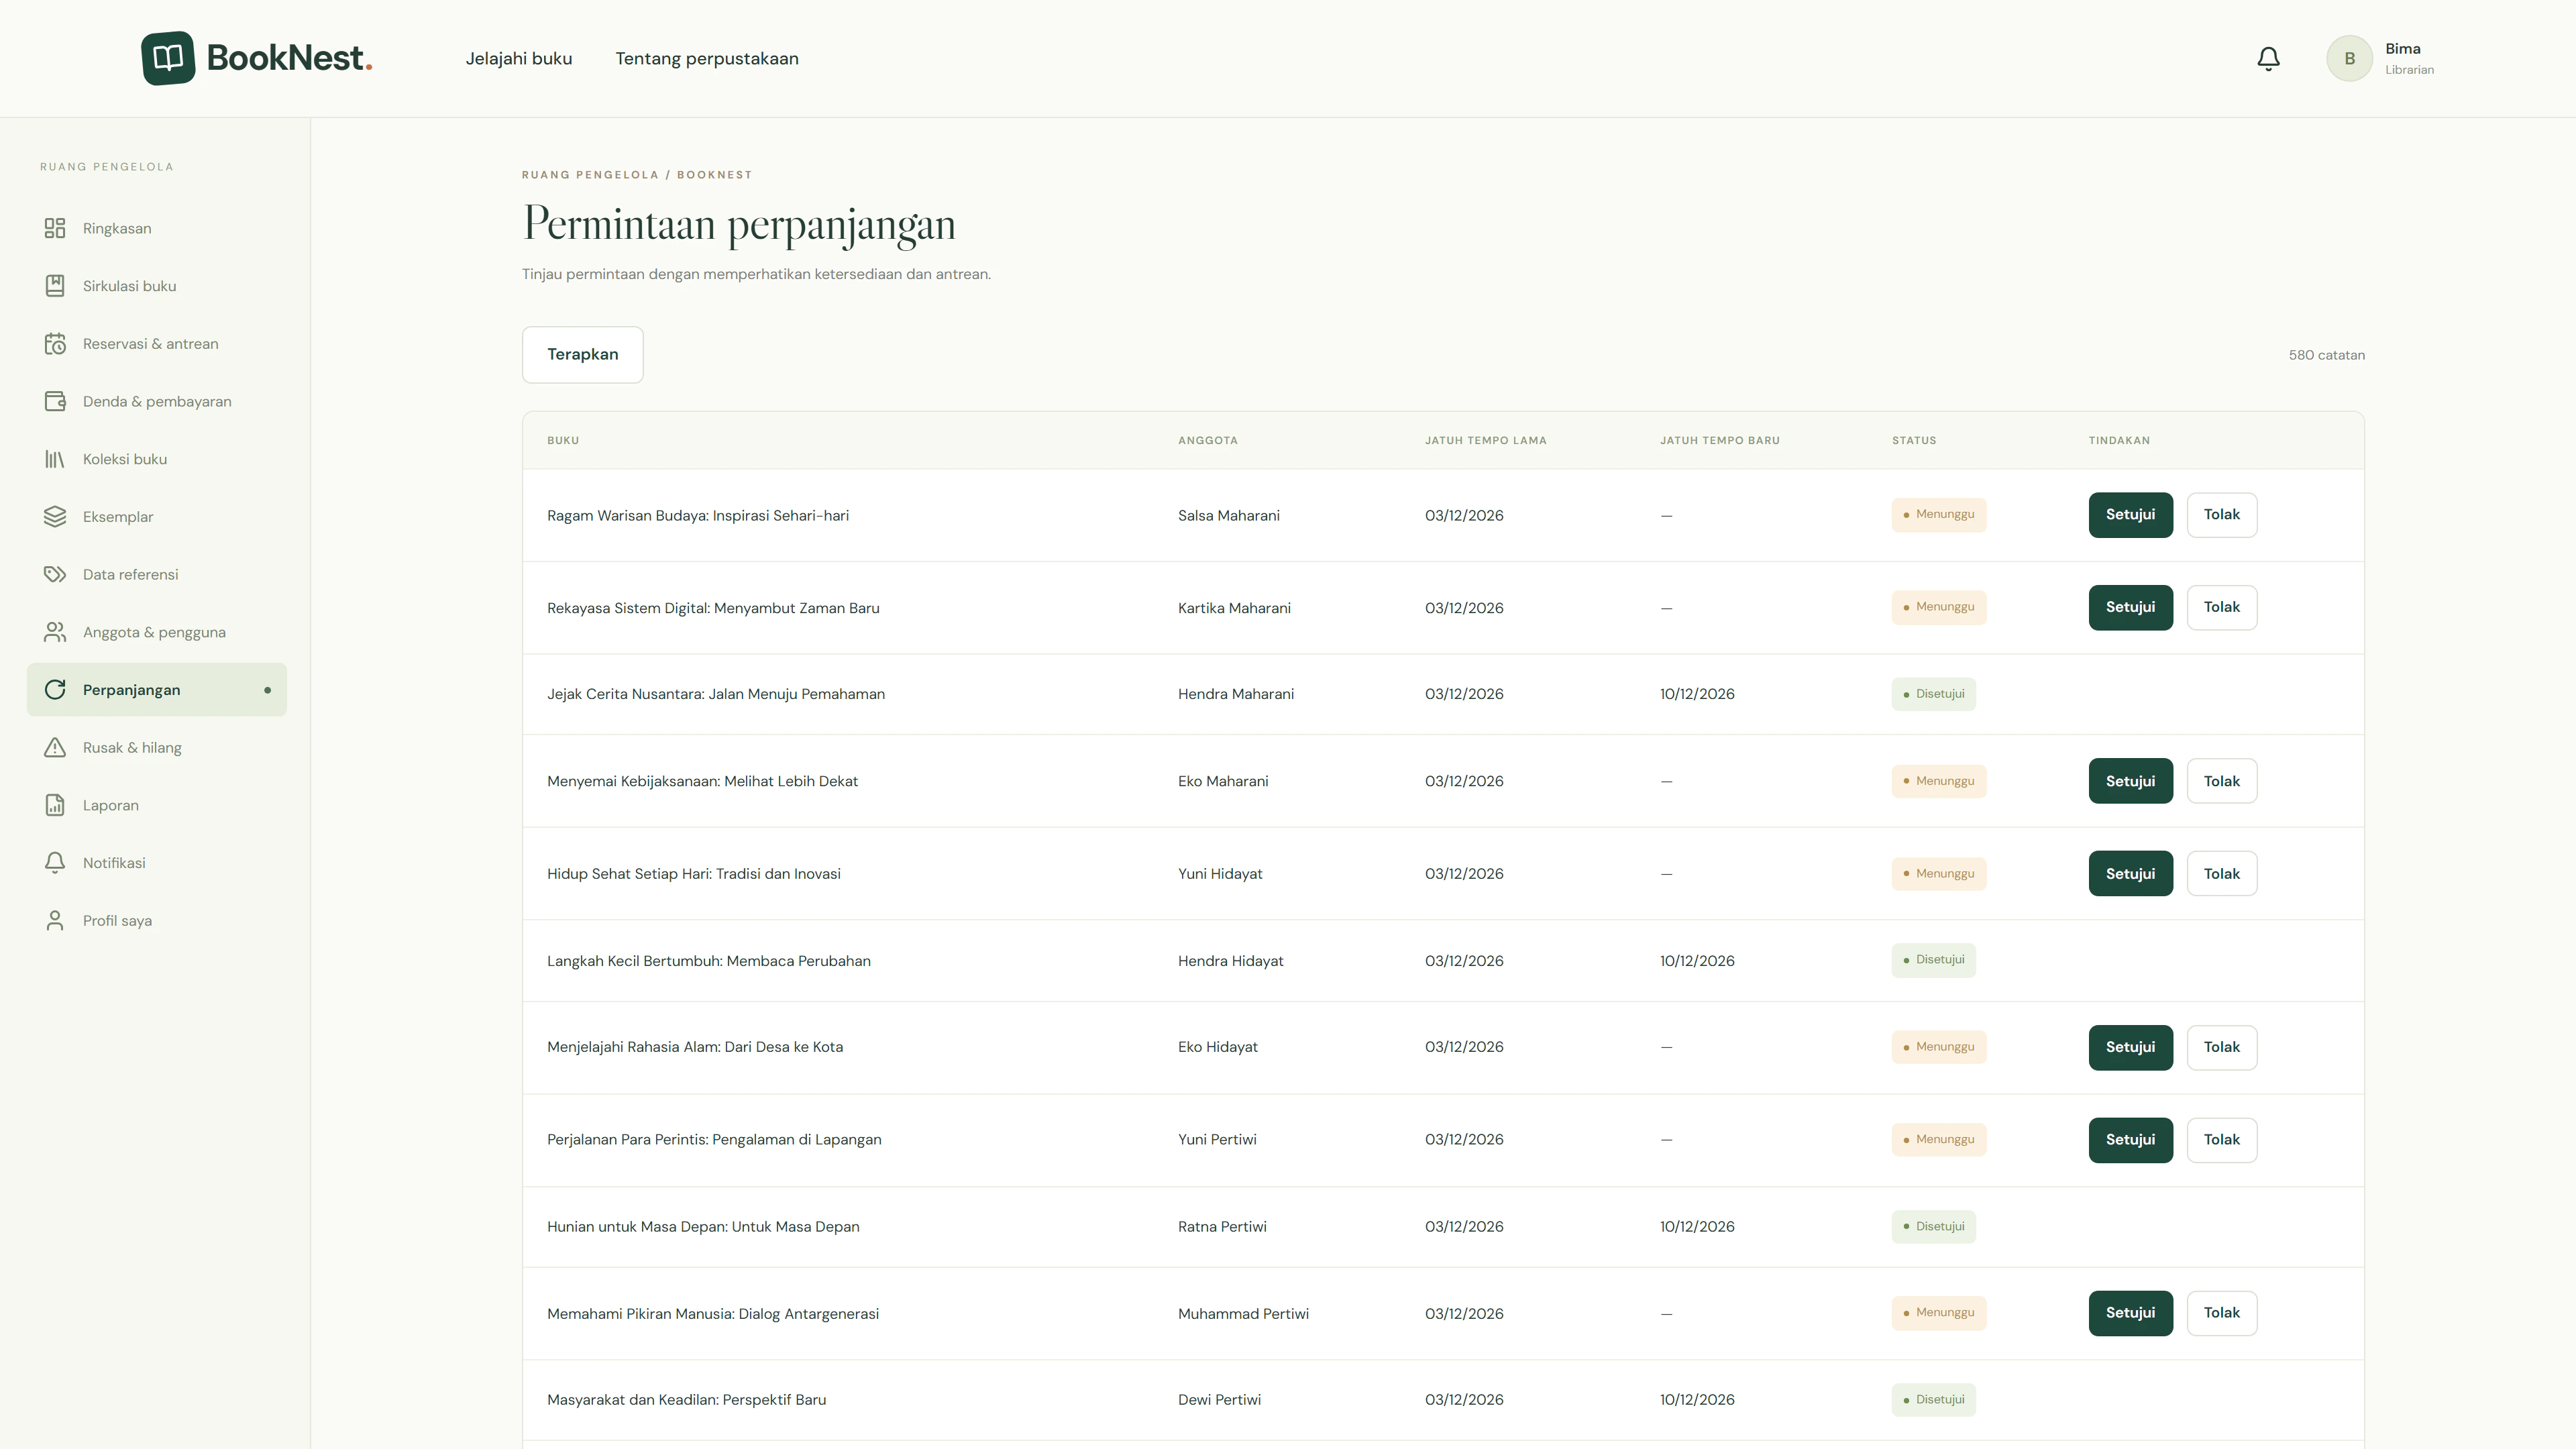 BookNest.
Jelajahi buku
Tentang perpustakaan
B
Bima
Librarian
RUANG PENGELOLA
Ringkasan
Sirkulasi buku
Reservasi & antrean
Denda & pembayaran
Koleksi buku
Eksemplar
Data referensi
Anggota & pengguna
Perpanjangan
Rusak & hilang
Laporan
Notifikasi
Profil saya
RUANG PENGELOLA / BOOKNEST
Permintaan perpanjangan
Tinjau permintaan dengan memperhatikan ketersediaan dan antrean.
Terapkan
580 catatan
BUKU ANGGOTA JATUH TEMPO LAMA JATUH TEMPO BARU STATUS TINDAKAN
Ragam Warisan Budaya: Inspirasi Sehari-hari Salsa Maharani 03/12/2026 — Menunggu Setujui Tolak
Rekayasa Sistem Digital: Menyambut Zaman Baru Kartika Maharani 03/12/2026 — Menunggu Setujui Tolak
Jejak Cerita Nusantara: Jalan Menuju Pemahaman Hendra Maharani 03/12/2026 10/12/2026 Disetujui
Menyemai Kebijaksanaan: Melihat Lebih Dekat Eko Maharani 03/12/2026 — Menunggu Setujui Tolak
Hidup Sehat Setiap Hari: Tradisi dan Inovasi Yuni Hidayat 03/12/2026 — Menunggu Setujui Tolak
Langkah Kecil Bertumbuh: Membaca Perubahan Hendra Hidayat 03/12/2026 10/12/2026 Disetujui
Menjelajahi Rahasia Alam: Dari Desa ke Kota Eko Hidayat 03/12/2026 — Menunggu Setujui Tolak
Perjalanan Para Perintis: Pengalaman di Lapangan Yuni Pertiwi 03/12/2026 — Menunggu Setujui Tolak
Hunian untuk Masa Depan: Untuk Masa Depan Ratna Pertiwi 03/12/2026 10/12/2026 Disetujui
Memahami Pikiran Manusia: Dialog Antargenerasi Muhammad Pertiwi 03/12/2026 — Menunggu Setujui Tolak
Masyarakat dan Keadilan: Perspektif Baru Dewi Pertiwi 03/12/2026 10/12/2026 Disetujui